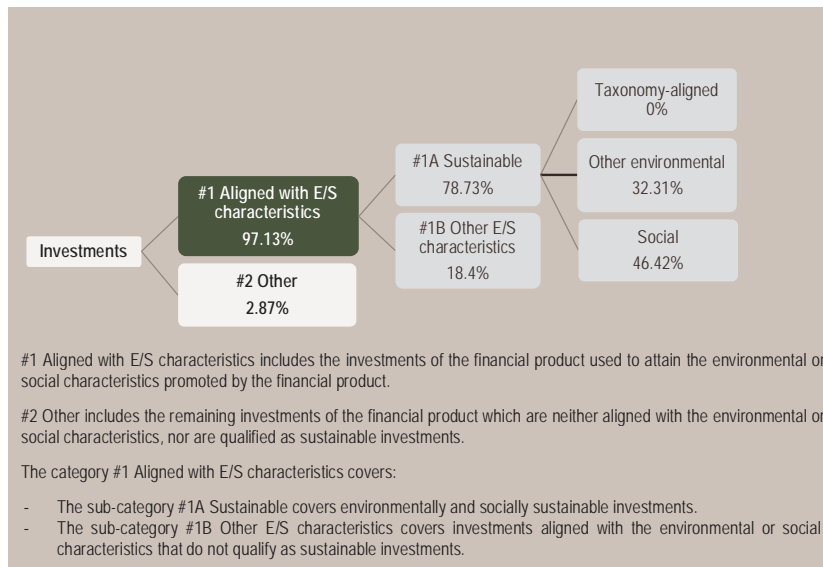 Investments
#1 Aligned with E/S
characteristics
97.13%
#2 Other
2.87%
#1A Sustainable
78.73%
#1B Other E/S
characteristics
18.4%
Taxonomy-aligned
0%
Other environmental
32.31%
Social
46.42%
#1 Aligned with E/S characteristics includes the investments of the financial product used to attain the environmental or
social characteristics promoted by the financial product.
#2 Other includes the remaining investments of the financial product which are neither aligned with the environmental or
social characteristics, nor are qualified as sustainable investments.
The category #1 Aligned with E/S characteristics covers:
- The sub-category #1A Sustainable covers environmentally and socially sustainable investments.
- The sub-category #1B Other E/S characteristics covers investments aligned with the environmental or social
characteristics that do not qualify as sustainable investments.